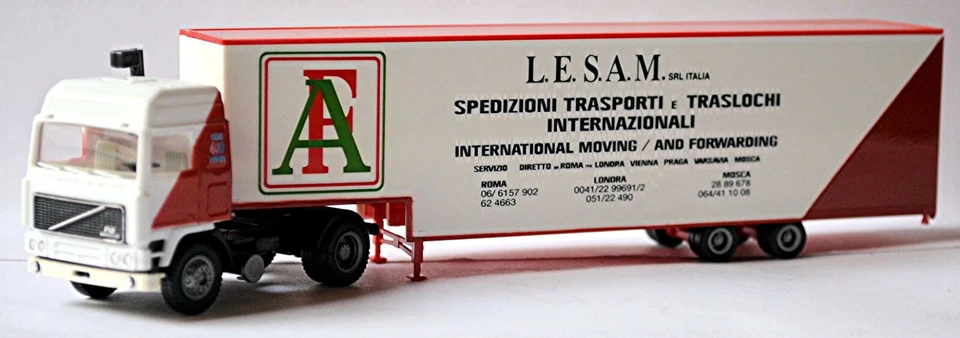 AF
L.E.S.A.M. SRL ITALIA
SPEDIZIONI TRASPORTI E TRASLOCHI
INTERNAZIONALI
INTERNATIONAL MOVING / AND FORWARDING
SERVIZIO DIRETTO ROMA LONDRA VIENNA PRAGA VARSAVIA MOSCA
ROMA LONDRA MOSCA
06/ 6157 902 0041/22 99691/2 28 89 678
62 4663 051/22 490 064/41 10 08